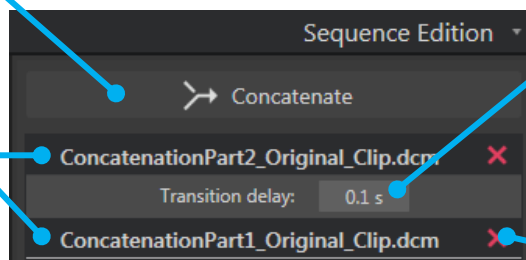 Sequence Edition
Concatenate
ConcatenationPart2_Original_Clip.dcm
Transition delay: 0.1 s
ConcatenationPart1_Original_Clip.dcm